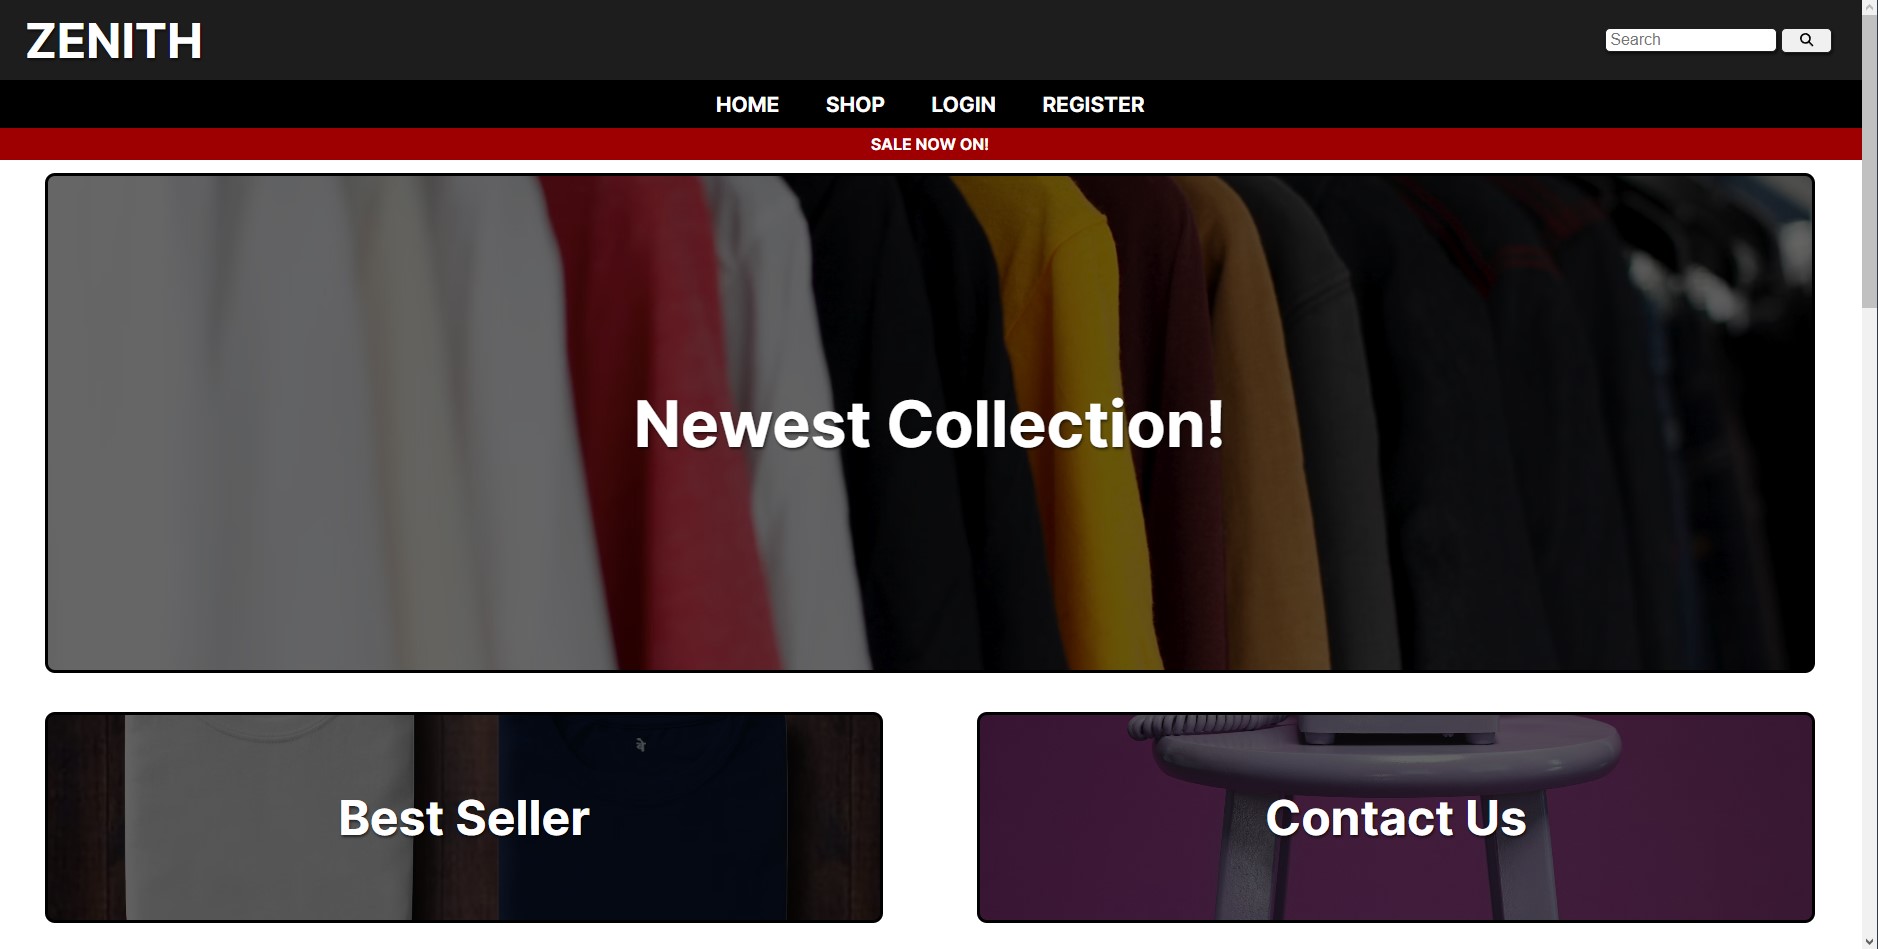 ZENITH
Search
HOME SHOP LOGIN REGISTER
SALE NOW ON!
Newest Collection!
बे
Best Seller
Contact Us